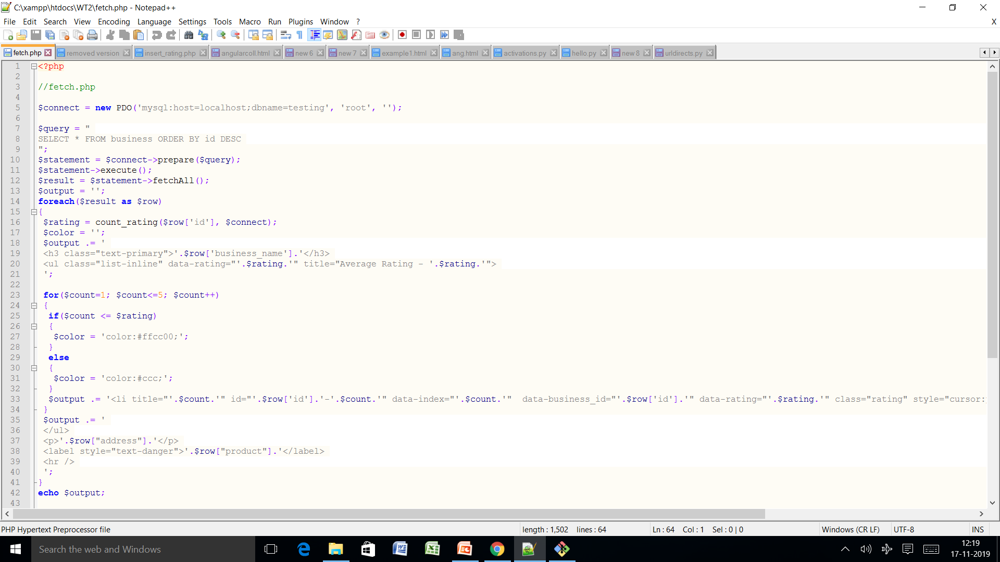 C:\xampp\htdocs\WT2\fetch.php - Notepad++
File Edit Search View Encoding Language Settings Tools Macro Run Plugins Window ? X
fetch.php removed version insert_rating.php angularcoll.html new 6 new 7 example1.html ang.html activations.py hello.py new 8 urldirects.py
1 <?php
2
3 //fetch.php
4
5 $connect = new PDO('mysql:host=localhost;dbname=testing', 'root', '');
6
7 $query = "
8 SELECT * FROM business ORDER BY id DESC
9 ";
10 $statement = $connect->prepare($query);
11 $statement->execute();
12 $result = $statement->fetchAll();
13 $output = '';
14 foreach($result as $row)
15 {
16 $rating = count_rating($row['id'], $connect);
17 $color = '';
18 $output .= '
19 <h3 class="text-primary">'.$row['business_name'].'</h3>
20 <ul class="list-inline" data-rating="'.$rating.'" title="Average Rating - '.$rating.'">
21 ';
22
23 for($count=1; $count<=5; $count++)
24 {
25 if($count <= $rating)
26 {
27 $color = 'color:#ffcc00;';
28 }
29 else
30 {
31 $color = 'color:#ccc;';
32 }
33 $output .= '<li title="'.$count.'" id="'.$row['id'].'-'.$count.'" data-index="'.$count.'"  data-business_id="'.$row['id'].'" data-rating="'.$rating.'" class="rating" style="cursor:
34 }
35 $output .= '
36 </ul>
37 <p>'.$row["address"].'</p>
38 <label style="text-danger">'.$row["product"].'</label>
39 <hr />
40 ';
41 }
42 echo $output;
43
PHP Hypertext Preprocessor file length : 1,502 lines : 64 Ln : 64 Col : 1 Sel : 0 | 0 Windows (CR LF) UTF-8 INS
Search the web and Windows
12:19
17-11-2019